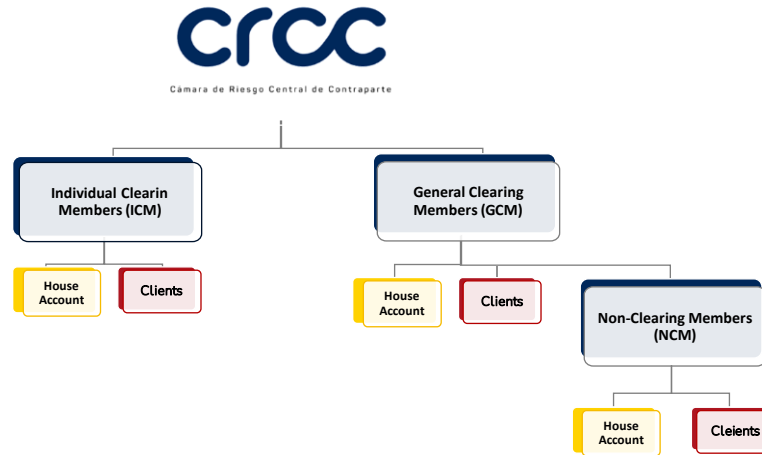 crcc
Cámara de Riesgo Central de Contraparte
Individual Clearin
Members (ICM)
General Clearing
Members (GCM)
House
Account
Clients
House
Account
Clients
Non-Clearing Members
(NCM)
House
Account
Cleients